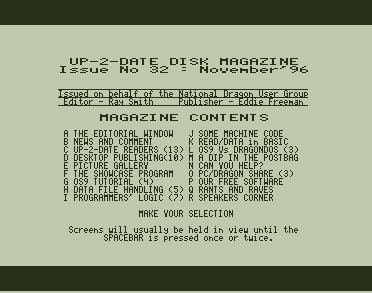 UP-2-DATE DISK MAGAZINE
Issue No 32 : November'96
Issued on behalf of the National Dragon User Group
Editor - Ray Smith Publisher - Eddie Freeman
MAGAZINE CONTENTS
A THE EDITORIAL WINDOW J SOME MACHINE CODE
B NEWS AND COMMENT K READ/DATA in BASIC
C UP-2-DATE READERS (13) L OS9 Vs DRAGONDOS (3)
D DESKTOP PUBLISHING(10) M A DIP IN THE POSTBAG
E PICTURE GALLERY N CAN YOU HELP?
F THE SHOWCASE PROGRAM O PC/DRAGON SHARE (3)
G OS9 TUTORIAL (4) P OUR FREE SOFTWARE
H DATA FILE HANDLING (5) Q RANTS AND RAVES
I PROGRAMMERS' LOGIC (7) R SPEAKERS CORNER
MAKE YOUR SELECTION
Screens will usually be held in view until the
SPACEBAR is pressed once or twice.